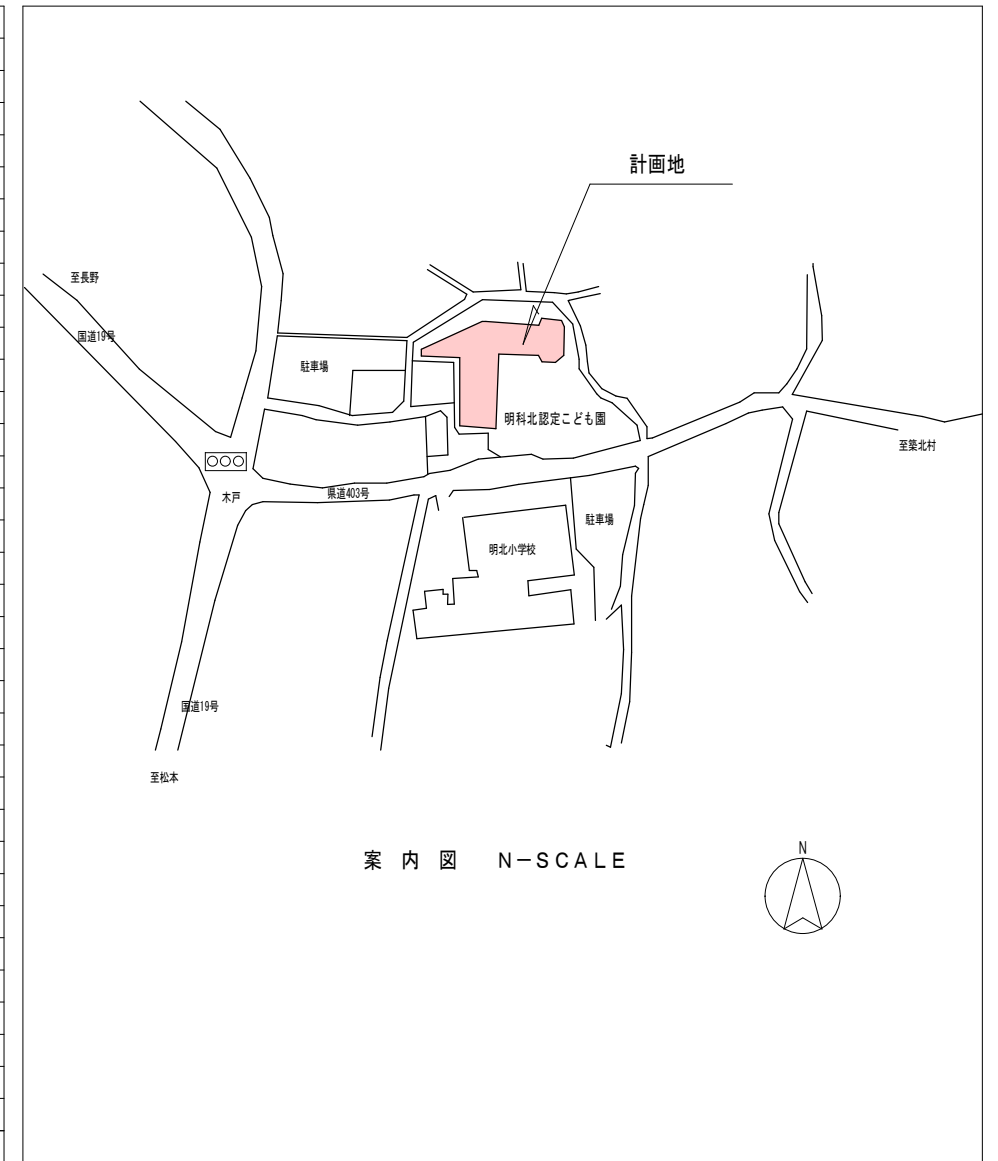 計画地
至長野
国道19号
駐車場
明科北認定こども園
至築北村
木戸
県道403号
駐車場
明北小学校
国道19号
至松本
案 内 図 N－SCALE
N